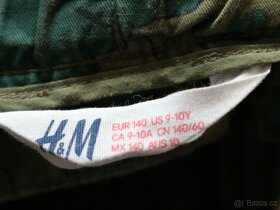 H&M
EUR 140 US 9-10Y
CA 9-10A CN 140/60
MX 140 AUS 10
bazos.cz